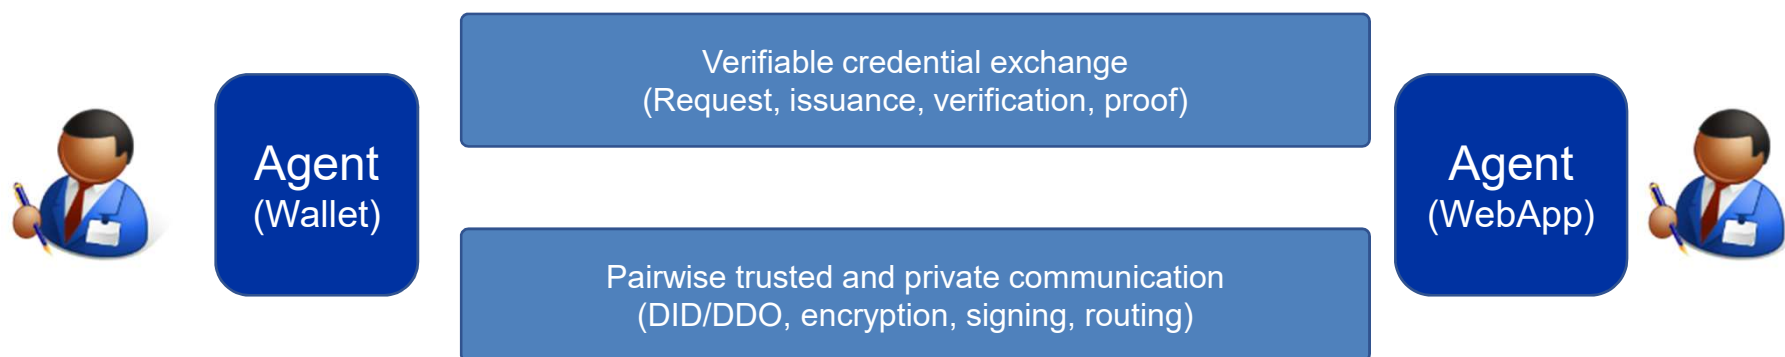 Verifiable credential exchange
(Request, issuance, verification, proof)
Agent
(Wallet)
Agent
(WebApp)
Pairwise trusted and private communication
(DID/DDO, encryption, signing, routing)